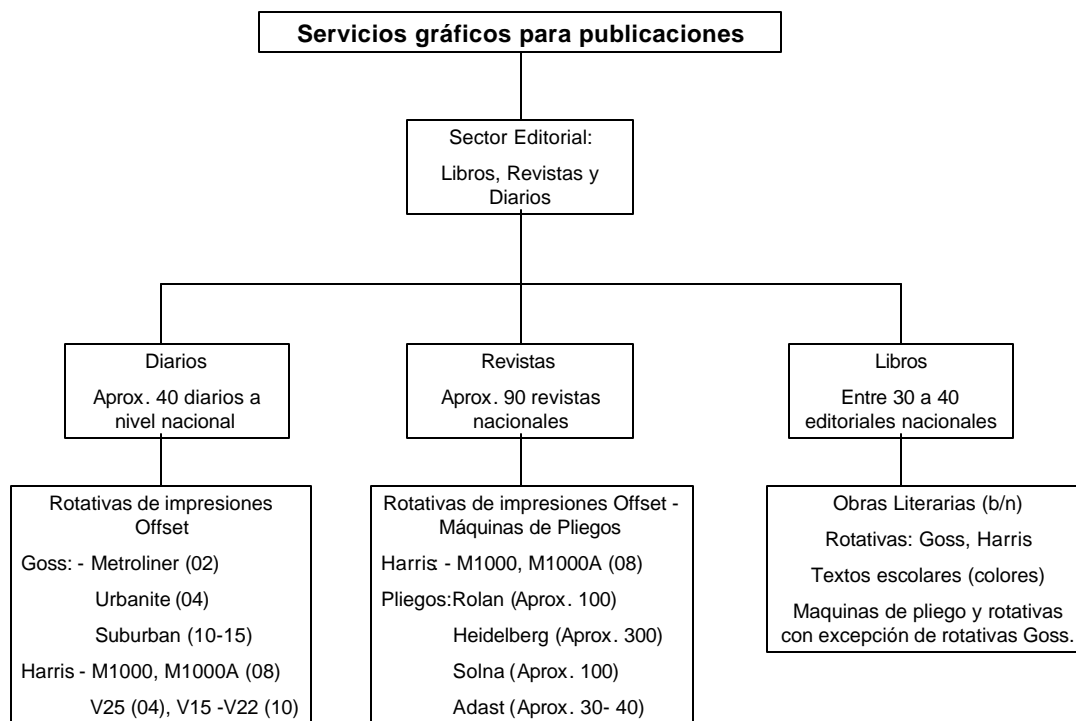 Servicios gráficos para publicaciones
Sector Editorial:
Libros, Revistas y
Diarios
Diarios
Aprox. 40 diarios a
nivel nacional
Revistas
Aprox. 90 revistas
nacionales
Libros
Entre 30 a 40
editoriales nacionales
Rotativas de impresiones
Offset
Goss: - Metroliner (02)
Urbanite (04)
Suburban (10-15)
Harris - M1000, M1000A (08)
V25 (04), V15 -V22 (10)
Rotativas de impresiones Offset -
Máquinas de Pliegos
Harris: - M1000, M1000A (08)
Pliegos:Rolan (Aprox. 100)
Heidelberg (Aprox. 300)
Solna (Aprox. 100)
Adast (Aprox. 30- 40)
Obras Literarias (b/n)
Rotativas: Goss, Harris
Textos escolares (colores)
Maquinas de pliego y rotativas
con excepción de rotativas Goss.